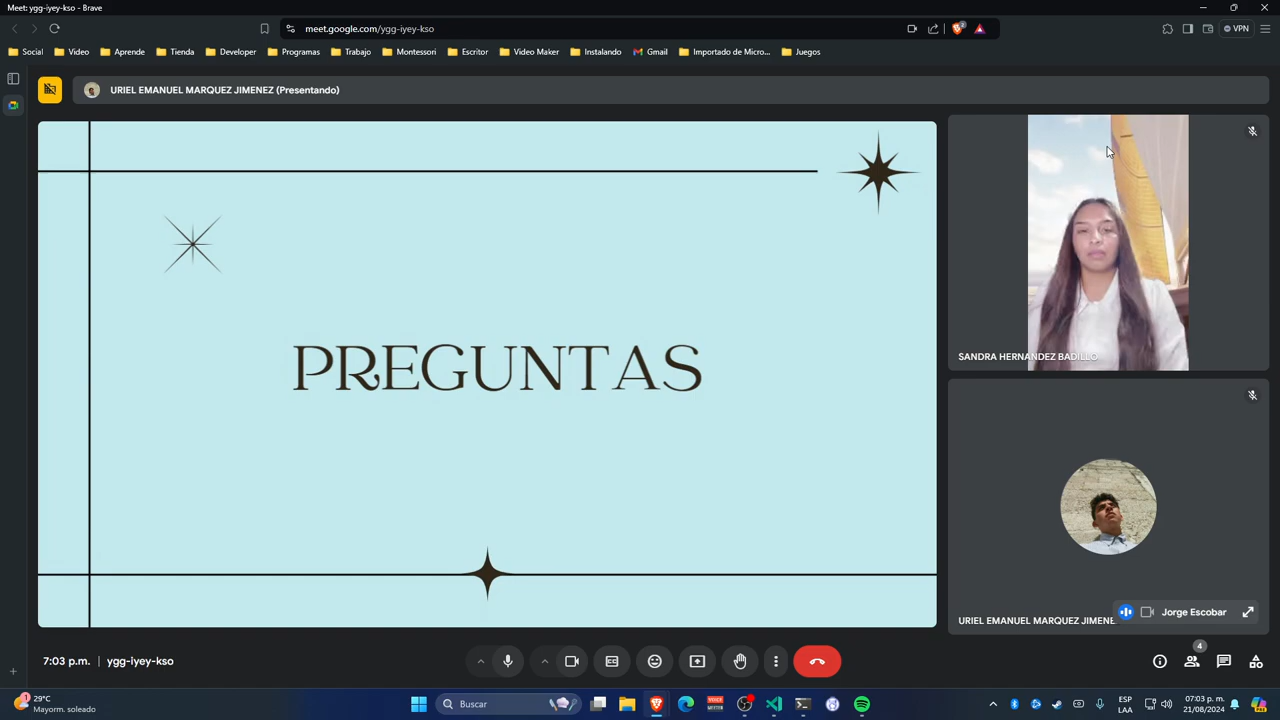 Meet: ygg-iyey-kso - Brave
meet.google.com/ygg-iyey-kso
2
VPN
Social
Video
Aprende
Tienda
Developer
Programas
Trabajo
Montessori
Escritor
Video Maker
Instalando
Gmail
Importado de Micro...
Juegos
URIEL EMANUEL MARQUEZ JIMENEZ (Presentando)
PREGUNTAS
SANDRA HERNANDEZ BADILLO
URIEL EMANUEL MARQUEZ JIMENE
Jorge Escobar
7:03 p.m. | ygg-iyey-kso
4
1
29°C
Mayorm. soleado
Buscar
VOICE
ESP
LAA
07:03 p. m.
21/08/2024